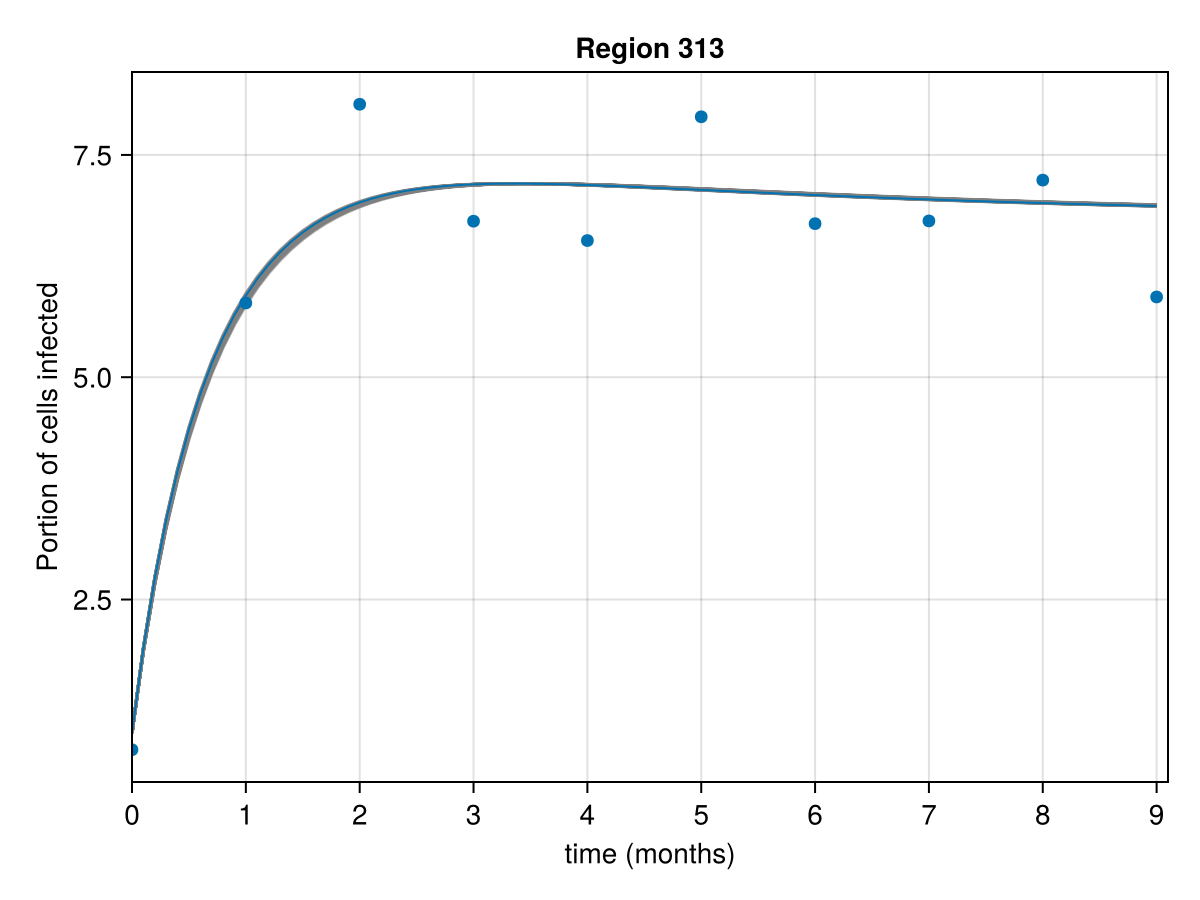 Region 313
Portion of cells infected
7.5
5.0
2.5
0 1 2 3 4 5 6 7 8 9
time (months)